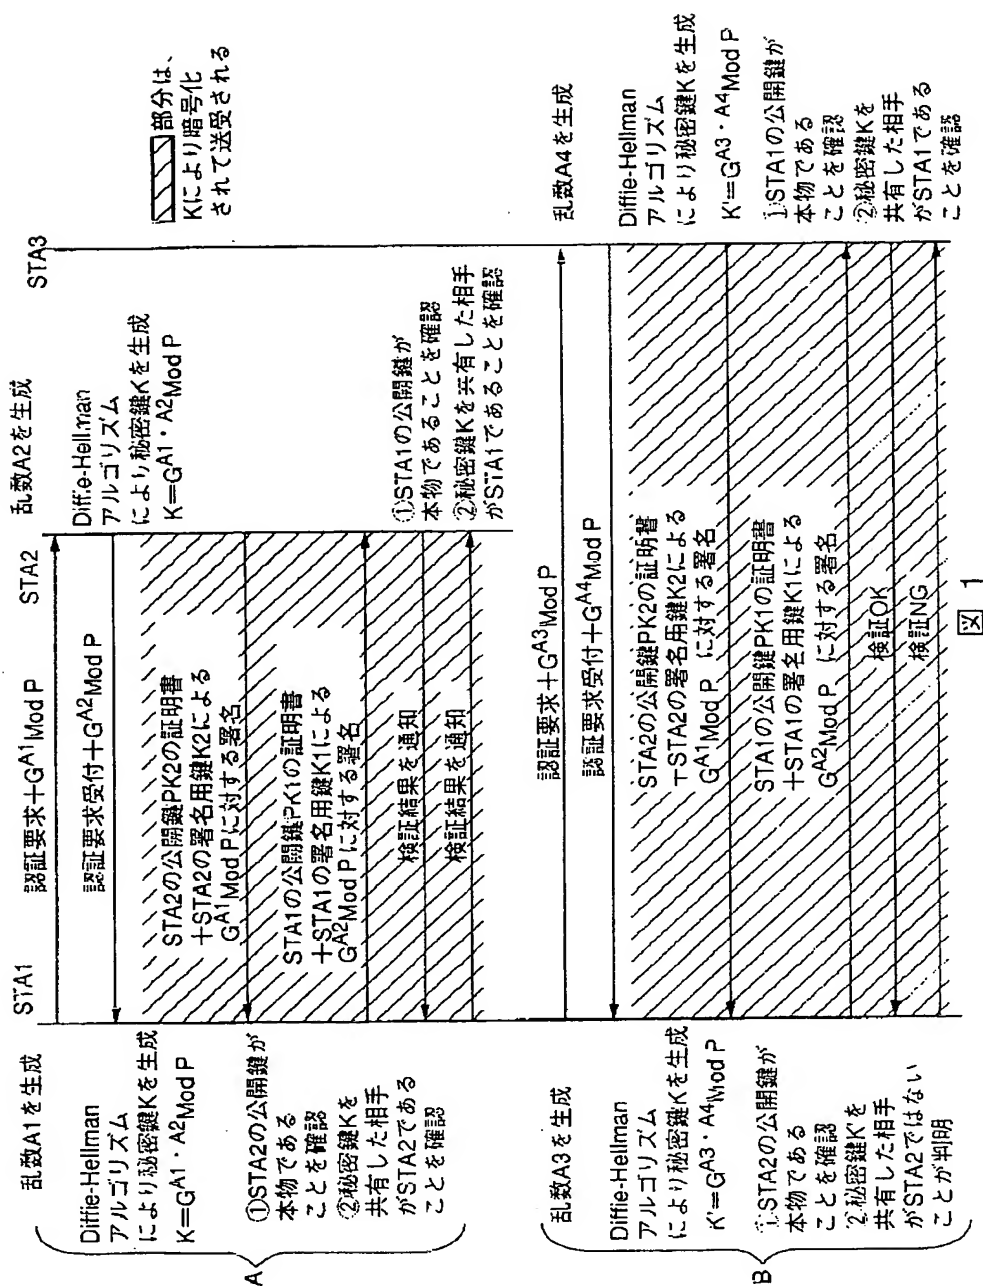 STA1
STA2
STA3
A
乱数A1を生成
認証要求+G^A1 Mod P
乱数A2を生成
認証要求受付+G^A2 Mod P
Diffie-Hellman
アルゴリズム
により秘密鍵Kを生成
K=G^A1・A2 Mod P
Diffie-Hellman
アルゴリズム
により秘密鍵Kを生成
K=G^A1・A2 Mod P
STA2の公開鍵PK2の証明書
+STA2の署名用鍵K2による
G^A1 Mod Pに対する署名
①STA2の公開鍵が
本物である
ことを確認
②秘密鍵Kを
共有した相手
がSTA2である
ことを確認
STA1の公開鍵PK1の証明書
+STA1の署名用鍵K1による
G^A2 Mod Pに対する署名
①STA1の公開鍵が
本物であることを確認
②秘密鍵Kを共有した相手
がSTA1であることを確認
検証結果を通知
検証結果を通知
部分は、
Kにより暗号化
されて送受される
B
乱数A3を生成
認証要求+G^A3 Mod P
乱数A4を生成
認証要求受付+G^A4 Mod P
Diffie-Hellman
アルゴリズム
により秘密鍵Kを生成
K'=G^A3・A4 Mod P
Diffie-Hellman
アルゴリズム
により秘密鍵Kを生成
K'=G^A3・A4 Mod P
STA2の公開鍵PK2の証明書
+STA2の署名用鍵K2による
G^A1 Mod P に対する署名
①STA2の公開鍵が
本物である
ことを確認
②秘密鍵K'を
共有した相手
がSTA2ではない
ことが判明
STA1の公開鍵PK1の証明書
+STA1の署名用鍵K1による
G^A2 Mod P に対する署名
①STA1の公開鍵が
本物である
ことを確認
②秘密鍵Kを
共有した相手
がSTA1である
ことを確認
検証OK
検証NG
図 1